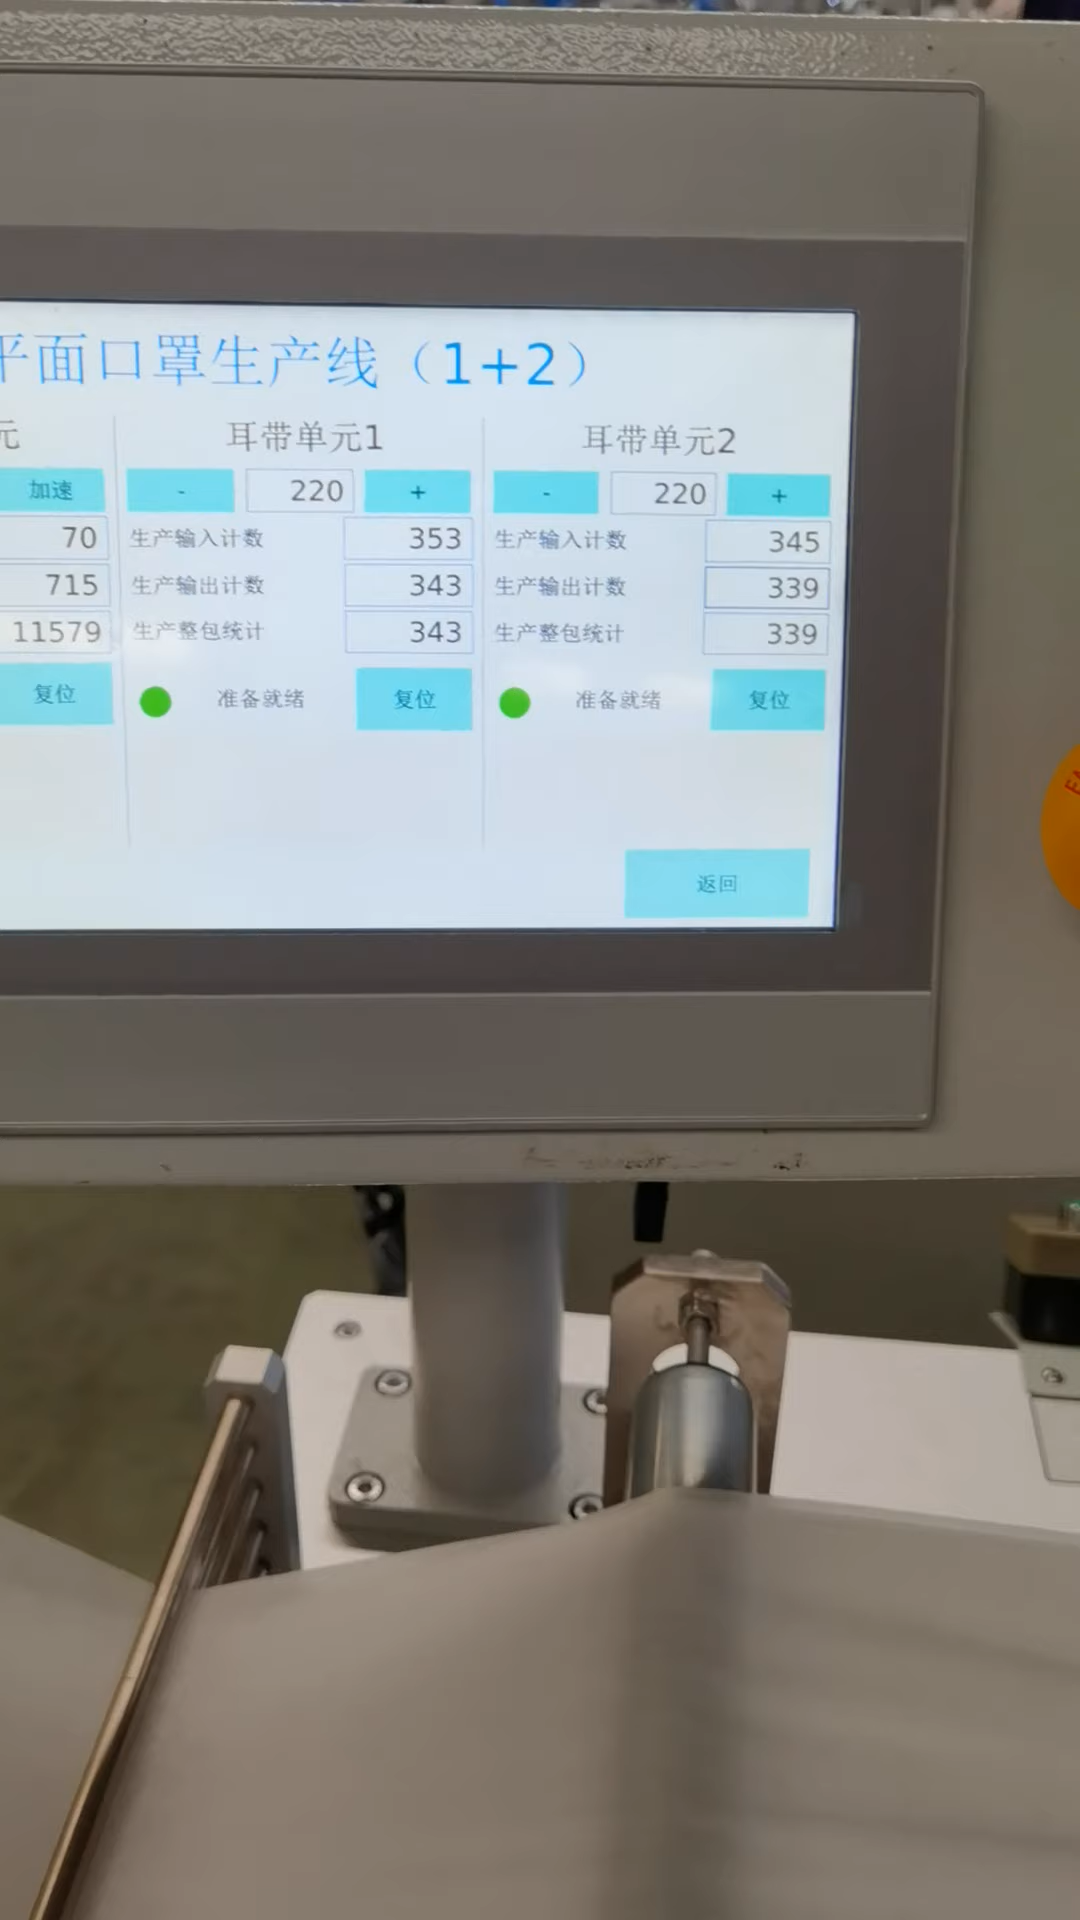 平面口罩生产线（1+2）
元 耳带单元1 耳带单元2
加速 - 220 + - 220 +
70 生产输入计数 353 生产输入计数 345
715 生产输出计数 343 生产输出计数 339
11579 生产整包统计 343 生产整包统计 339
复位 准备就绪 复位 准备就绪 复位
返回